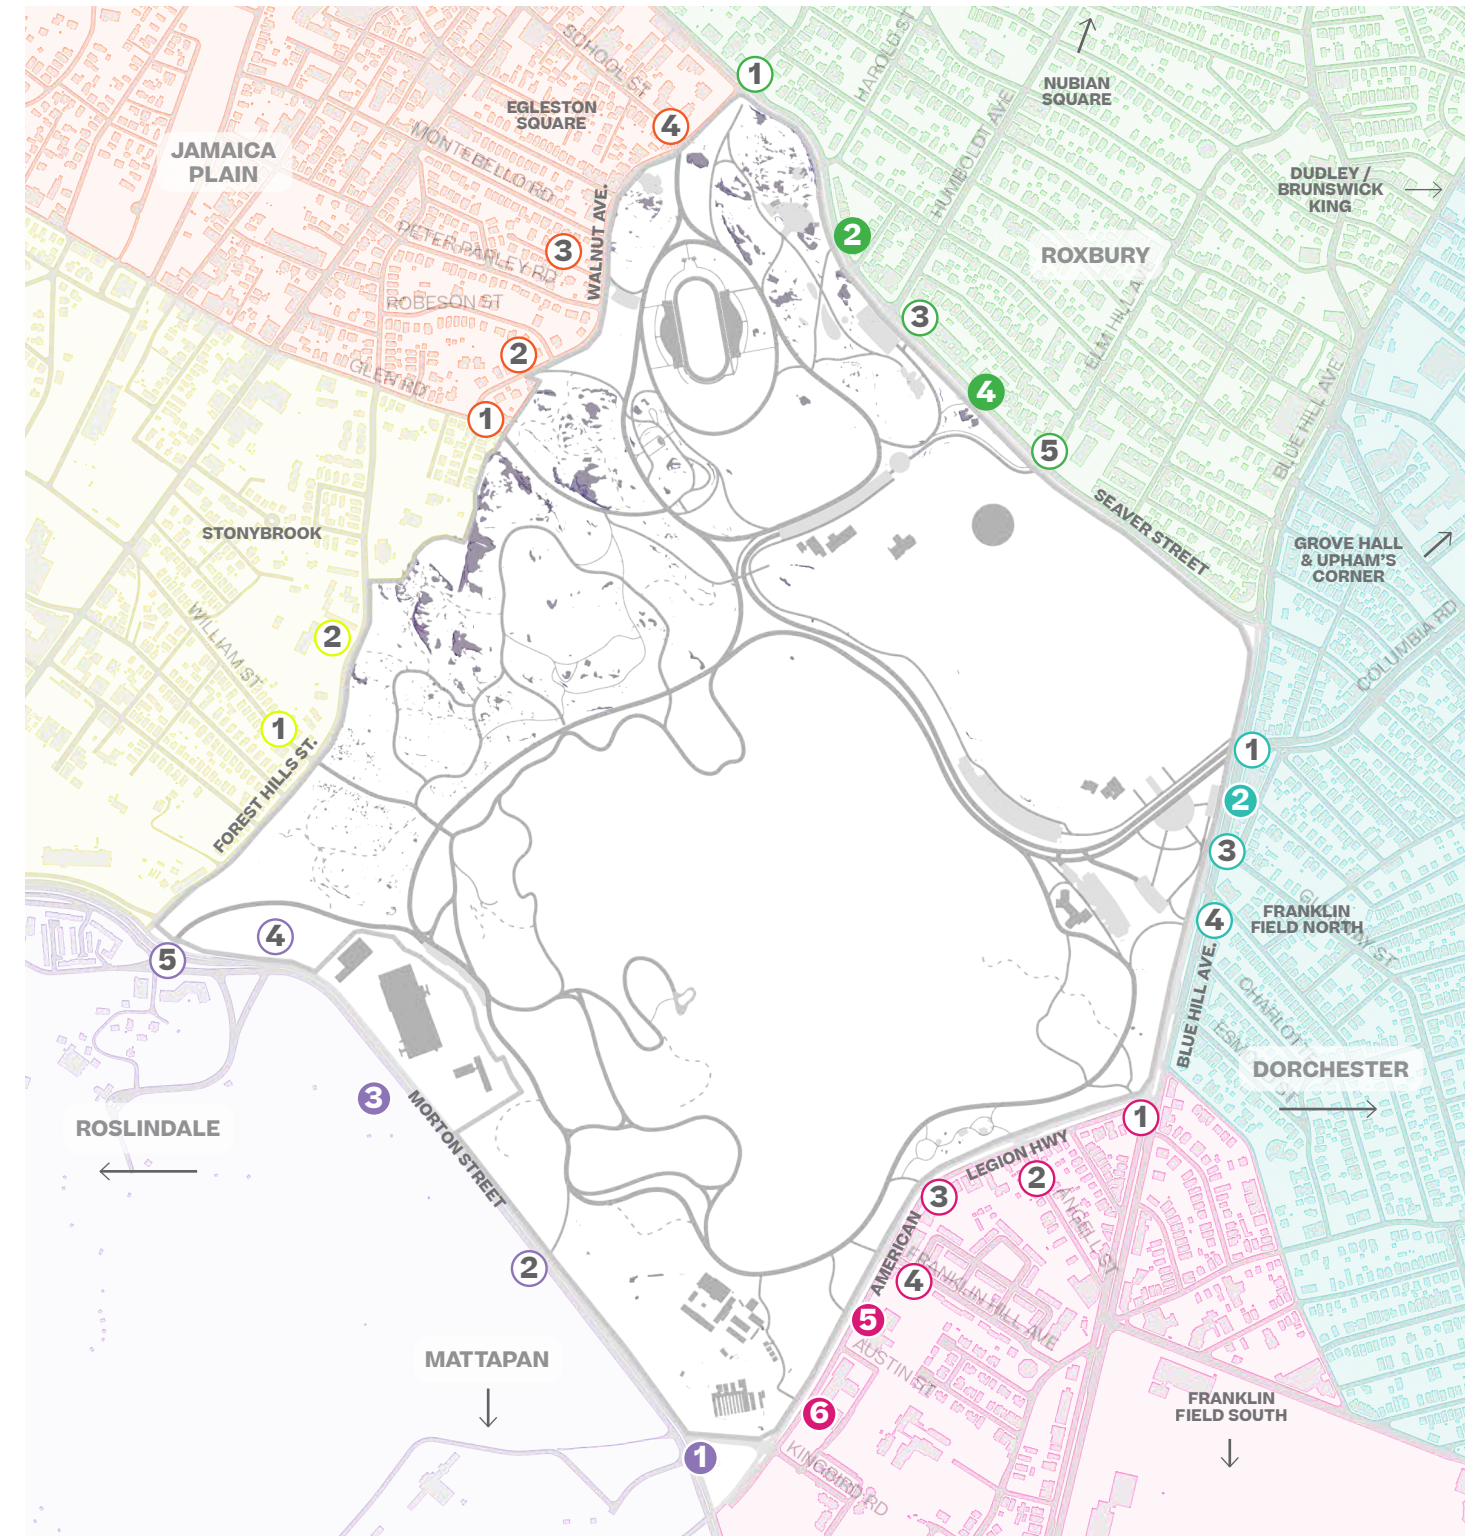 SCHOOL ST
1
HAROLD ST
NUBIAN
SQUARE
EGLESTON
SQUARE
4
HUMBOLDT AVE
JAMAICA
PLAIN
MONTEBELLO RD
DUDLEY /
BRUNSWICK
KING
WALNUT AVE.
PETER PARLEY RD
3
2
ROXBURY
ROBESON ST
3
ELM HILL A
2
GLEN RD
4
BLUE HILL AVE
1
5
SEAVER STREET
STONYBROOK
GROVE HALL
& UPHAM'S
CORNER
WILLIAM ST
2
COLUMBIA RD
1
FOREST HILLS ST.
1
2
3
4
FRANKLIN
FIELD NORTH
4
5
BLUE HILL AVE.
CHARLOT
ESM
ST
DORCHESTER
3
MORTON STREET
ROSLINDALE
1
LEGION HWY
2
ANGELL ST
3
AMERICAN
FRANKLIN HILL AVE
2
4
5
AUSTIN ST
MATTAPAN
FRANKLIN
FIELD SOUTH
6
1
KINGBIRD RD